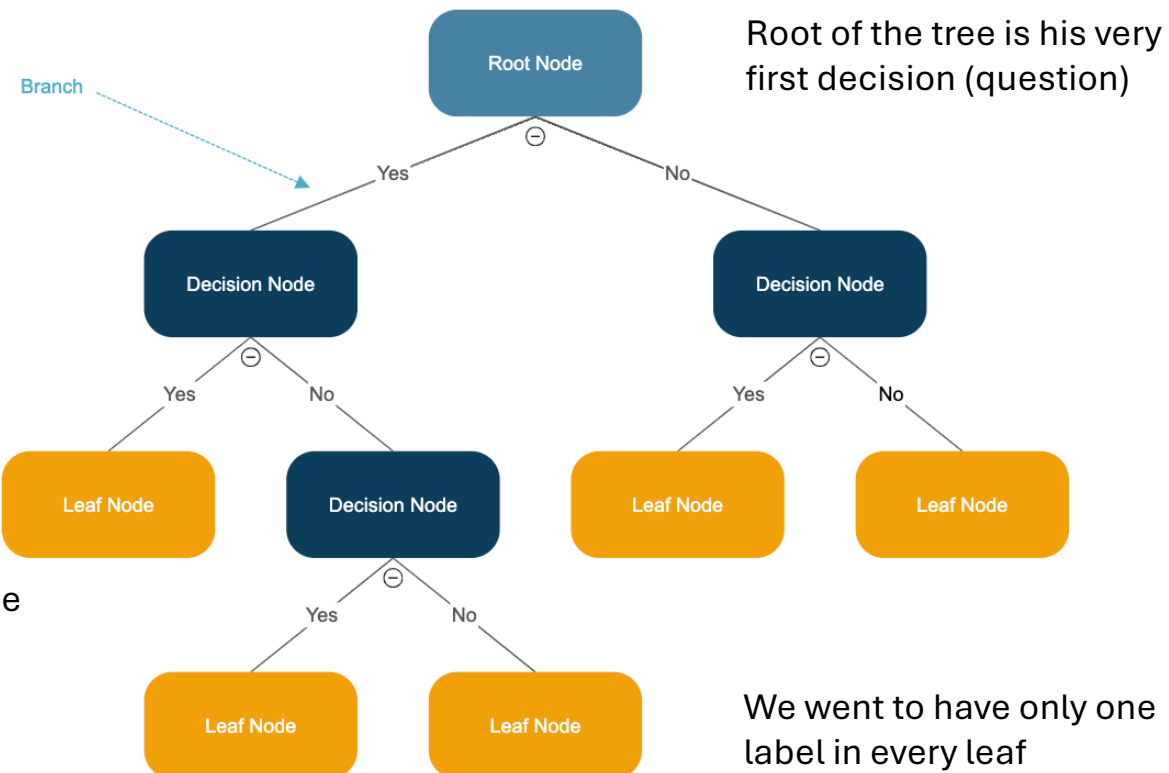 Root Node
Root of the tree is his very
first decision (question)
Branch
Yes
No
Decision Node
Decision Node
Yes
No
Yes
No
Leaf Node
Decision Node
Leaf Node
Leaf Node
e
Yes
No
Leaf Node
Leaf Node
We went to have only one
label in every leaf